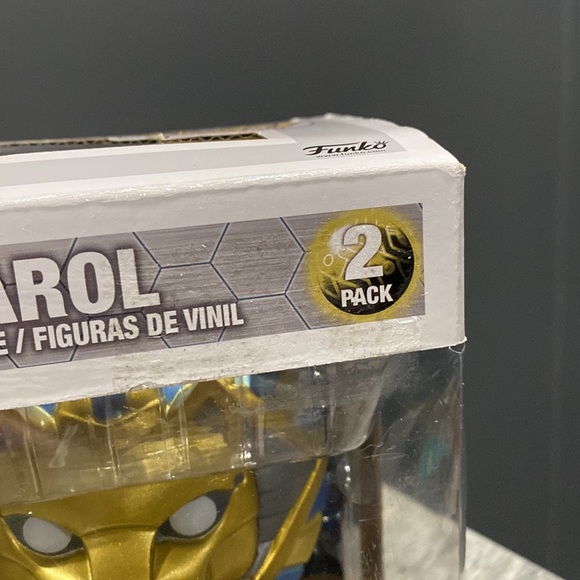 Funko
AROL
E / FIGURAS DE VINIL
2
PACK